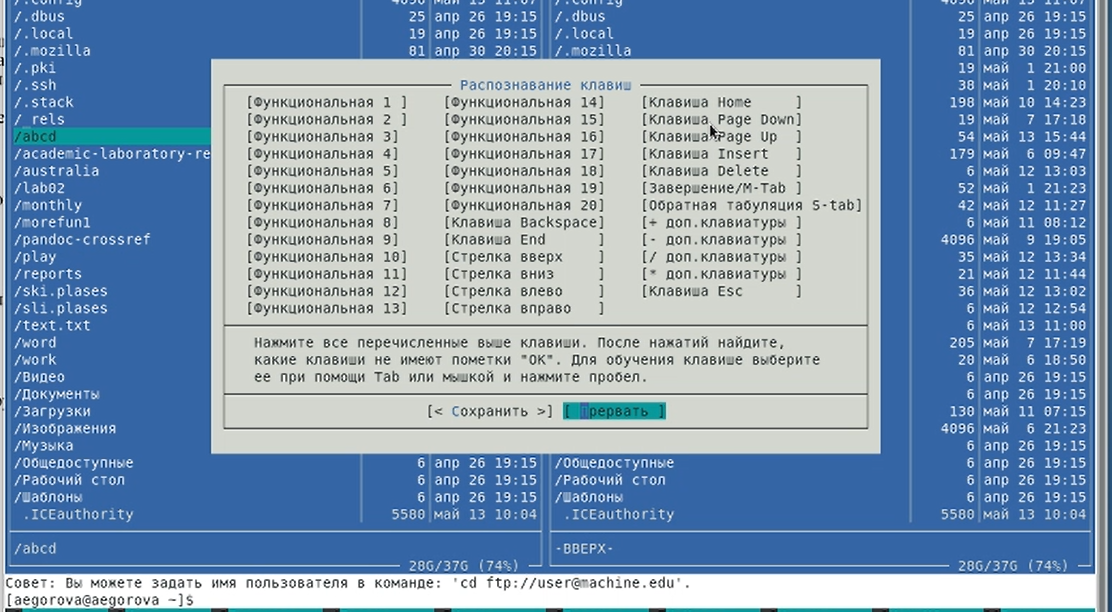 /.config 4096 май 13 11:07 4096 май 13 11:07
/.dbus 25 апр 26 19:15 /.dbus 25 апр 26 19:15
/.local 19 апр 26 19:15 /.local 19 апр 26 19:15
/.mozilla 81 апр 30 20:15 /.mozilla 81 апр 30 20:15
/.pki 19 май 1 21:00
/.ssh 38 май 1 20:10
/.stack 198 май 10 14:23
/_rels 19 май 7 17:18
/abcd 54 май 13 15:44
/academic-laboratory-re 179 май 6 09:47
/australia 6 май 12 13:03
/lab02 52 май 1 21:23
/monthly 42 май 12 11:27
/morefun1 6 май 11 08:12
/pandoc-crossref 4096 май 9 19:05
/play 35 май 12 13:34
/reports 21 май 12 11:44
/ski.plases 36 май 12 13:02
/sli.plases 6 май 12 12:54
/text.txt 6 май 13 11:00
/word 205 май 7 17:19
/work 20 май 6 18:50
/Видео 6 апр 26 19:15
/Документы 6 апр 26 19:15
/Загрузки 130 май 11 07:15
/Изображения 4096 май 6 21:23
/Музыка 6 апр 26 19:15
/Общедоступные 6 апр 26 19:15 /Общедоступные 6 апр 26 19:15
/Рабочий стол 6 апр 26 19:15 /Рабочий стол 6 апр 26 19:15
/Шаблоны 6 апр 26 19:15 /Шаблоны 6 апр 26 19:15
.ICEauthority 5580 май 13 10:04 .ICEauthority 5580 май 13 10:04
/abcd -ВВЕРХ-
28G/37G (74%) 28G/37G (74%)
Распознавание клавиш
[Функциональная 1 ] [Функциональная 14] [Клавиша Home ]
[Функциональная 2 ] [Функциональная 15] [Клавиша Page Down]
[Функциональная 3] [Функциональная 16] [Клавиша Page Up ]
[Функциональная 4] [Функциональная 17] [Клавиша Insert ]
[Функциональная 5] [Функциональная 18] [Клавиша Delete ]
[Функциональная 6] [Функциональная 19] [Завершение/M-Tab ]
[Функциональная 7] [Функциональная 20] [Обратная табуляция S-tab]
[Функциональная 8] [Клавиша Backspace] [+ доп.клавиатуры ]
[Функциональная 9] [Клавиша End ] [- доп.клавиатуры ]
[Функциональная 10] [Стрелка вверх ] [/ доп.клавиатуры ]
[Функциональная 11] [Стрелка вниз ] [* доп.клавиатуры ]
[Функциональная 12] [Стрелка влево ] [Клавиша Esc ]
[Функциональная 13] [Стрелка вправо ]
Нажмите все перечисленные выше клавиши. После нажатий найдите,
какие клавиши не имеют пометки "OK". Для обучения клавише выберите
ее при помощи Tab или мышкой и нажмите пробел.
[< Сохранить >] [ Прервать ]
Совет: Вы можете задать имя пользователя в команде: 'cd ftp://user@machine.edu'.
[aegorova@aegorova ~]$